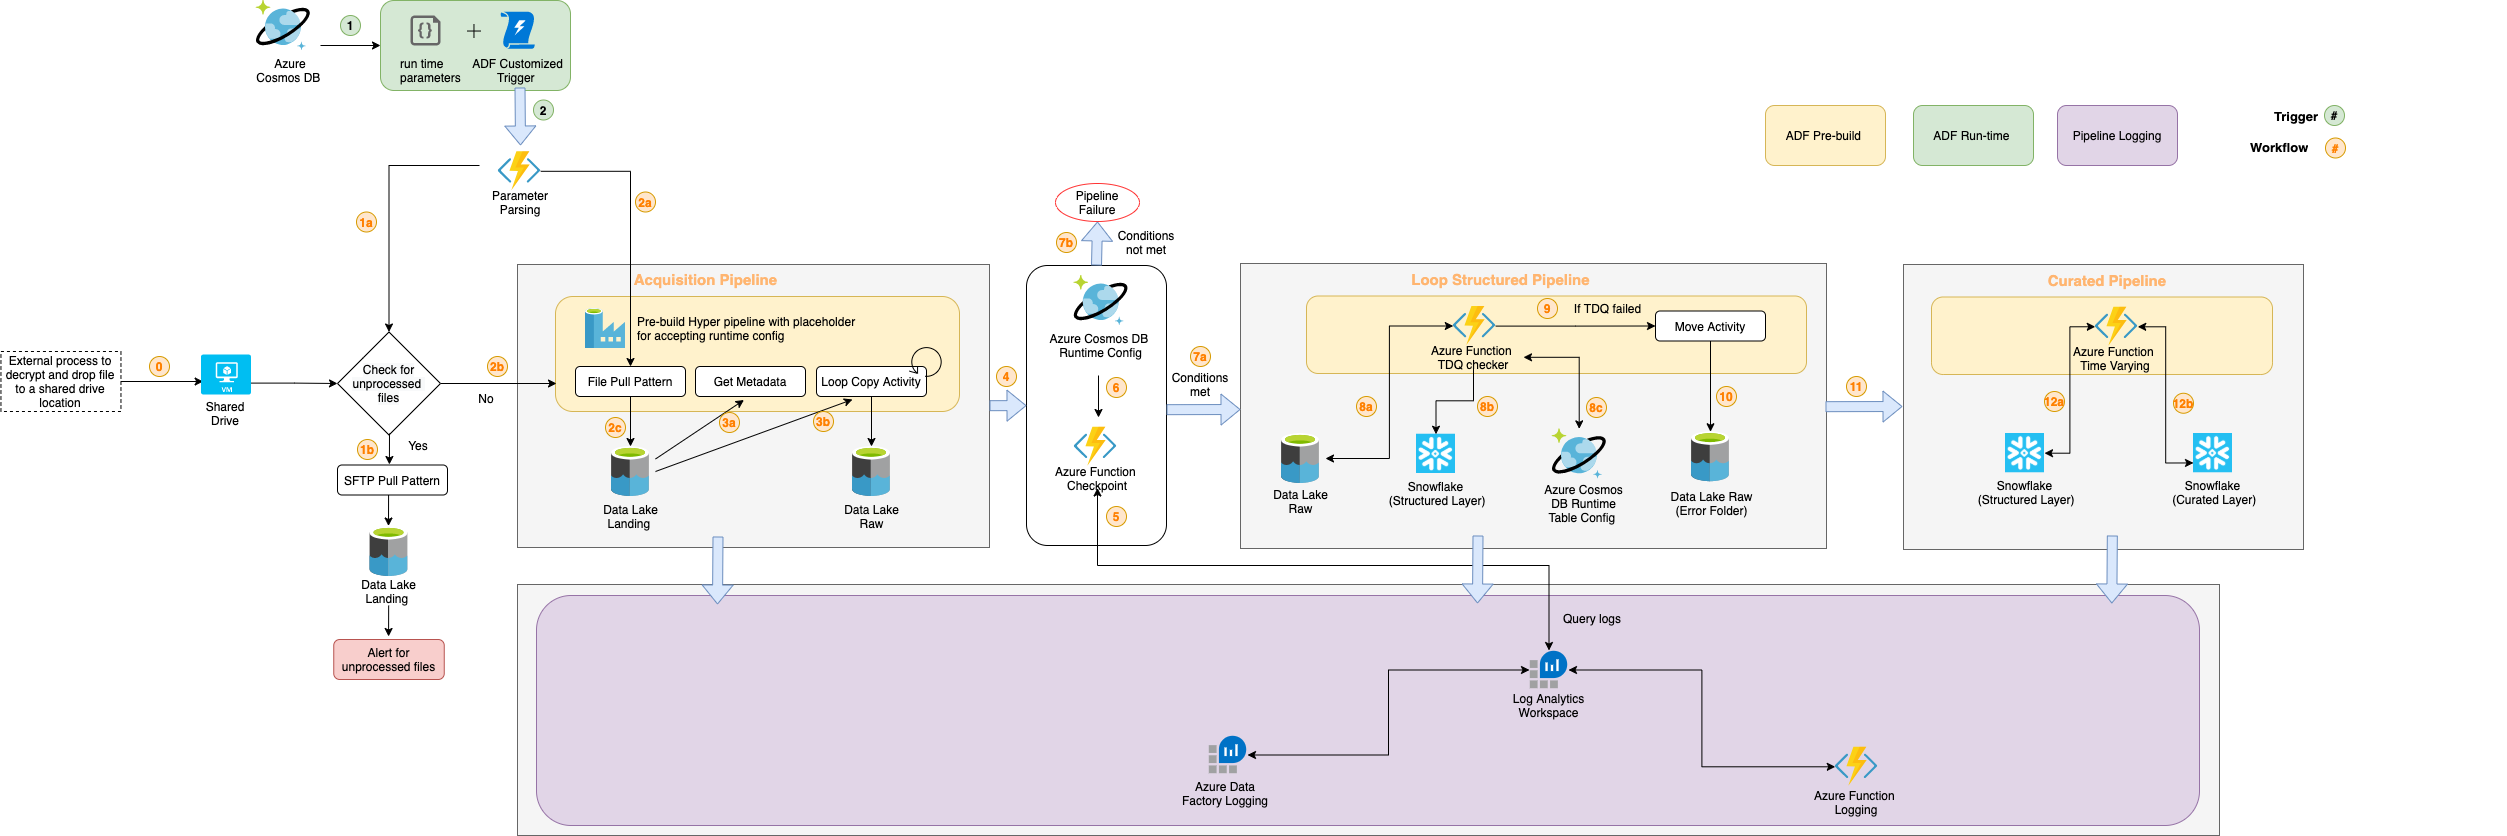 1
Azure
Cosmos DB
{}
+
run time
parameters
ADF Customized
Trigger
2
ADF Pre-build
ADF Run-time
Pipeline Logging
Trigger #
Workflow #
Parameter
Parsing
1a
2a
0
External process to
decrypt and drop file
to a shared drive
location
VM
Shared
Drive
Check for
unprocessed
files
2b
No
1b
Yes
SFTP Pull Pattern
Data Lake
Landing
Alert for
unprocessed files
Acquisition Pipeline
Pre-build Hyper pipeline with placeholder
for accepting runtime config
File Pull Pattern
Get Metadata
Loop Copy Activity
2c
3a
3b
Data Lake
Landing
Data Lake
Raw
4
Pipeline
Failure
7b
Conditions
not met
Azure Cosmos DB
Runtime Config
6
Azure Function
Checkpoint
5
7a
Conditions
met
Loop Structured Pipeline
9
If TDQ failed
Azure Function
TDQ checker
Move Activity
8a
8b
8c
10
Data Lake
Raw
Snowflake
(Structured Layer)
Azure Cosmos
DB Runtime
Table Config
Data Lake Raw
(Error Folder)
11
Curated Pipeline
Azure Function
Time Varying
12a
12b
Snowflake
(Structured Layer)
Snowflake
(Curated Layer)
Query logs
Log Analytics
Workspace
Azure Data
Factory Logging
Azure Function
Logging